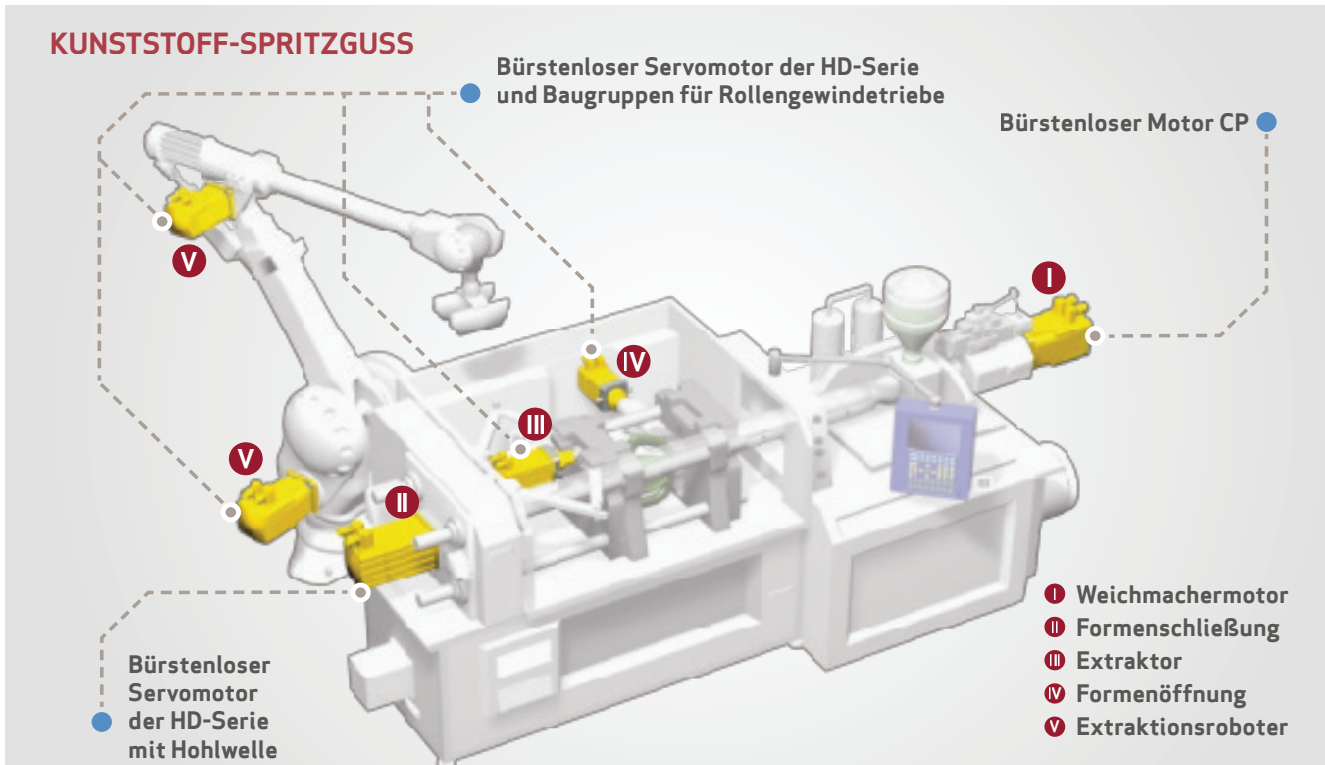 KUNSTSTOFF-SPRITZGUSS
Bürstenloser Servomotor der HD-Serie
und Baugruppen für Rollengewindetriebe
Bürstenloser Motor CP
V
I
IV
III
V
II
Bürstenloser
Servomotor
der HD-Serie
mit Hohlwelle
I Weichmachermotor
II Formenschließung
III Extraktor
IV Formenöffnung
V Extraktionsroboter